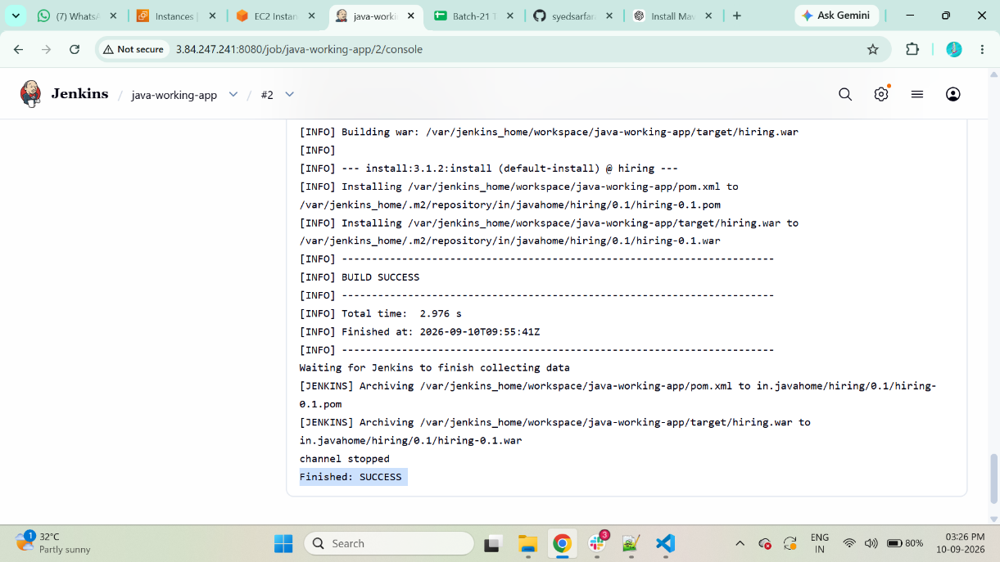 (7) WhatsA
Instances |
EC2 Instan
java-workin
Batch-21 T
syedsarfara
Install Mav
Ask Gemini
Not secure
3.84.247.241:8080/job/java-working-app/2/console
Jenkins / java-working-app / #2
[INFO] Building war: /var/jenkins_home/workspace/java-working-app/target/hiring.war
[INFO]
[INFO] --- install:3.1.2:install (default-install) @ hiring ---
[INFO] Installing /var/jenkins_home/workspace/java-working-app/pom.xml to
/var/jenkins_home/.m2/repository/in/javahome/hiring/0.1/hiring-0.1.pom
[INFO] Installing /var/jenkins_home/workspace/java-working-app/target/hiring.war to
/var/jenkins_home/.m2/repository/in/javahome/hiring/0.1/hiring-0.1.war
[INFO] ------------------------------------------------------------------------
[INFO] BUILD SUCCESS
[INFO] ------------------------------------------------------------------------
[INFO] Total time:  2.976 s
[INFO] Finished at: 2026-09-10T09:55:41Z
[INFO] ------------------------------------------------------------------------
Waiting for Jenkins to finish collecting data
[JENKINS] Archiving /var/jenkins_home/workspace/java-working-app/pom.xml to in.javahome/hiring/0.1/hiring-
0.1.pom
[JENKINS] Archiving /var/jenkins_home/workspace/java-working-app/target/hiring.war to
in.javahome/hiring/0.1/hiring-0.1.war
channel stopped
Finished: SUCCESS
1
32°C
Partly sunny
Search
3
ENG
IN
80%
03:26 PM
10-09-2026